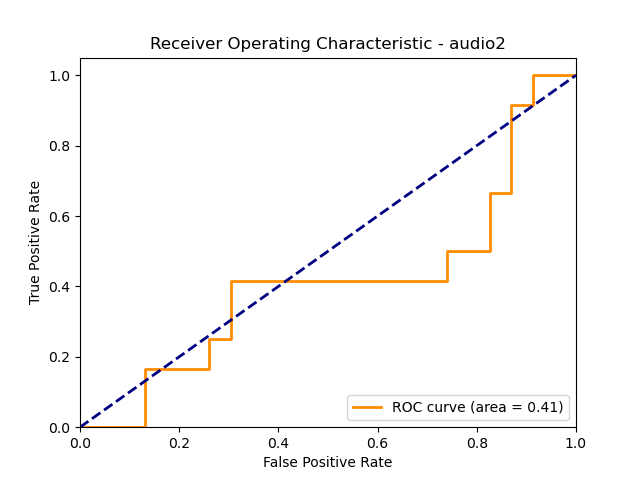 Receiver Operating Characteristic - audio2
True Positive Rate
1.0
0.8
0.6
0.4
0.2
0.0
ROC curve (area = 0.41)
0.0 0.2 0.4 0.6 0.8 1.0
False Positive Rate